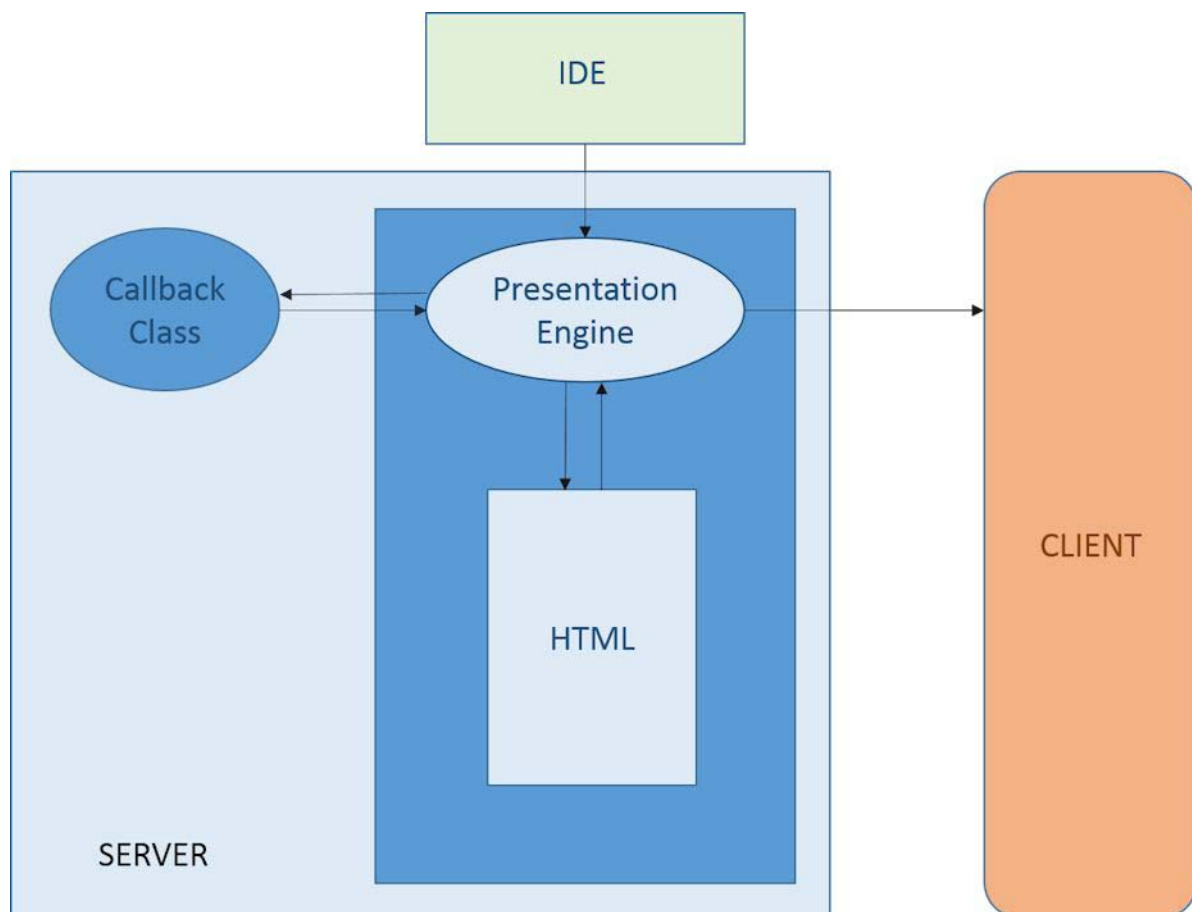 IDE
Callback
Class
Presentation
Engine
HTML
CLIENT
SERVER